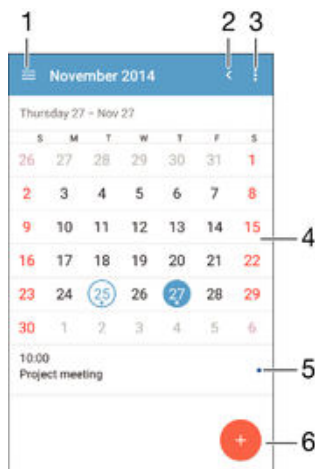 1 2 3
November 2014
Thursday 27 – Nov 27
S M T W T F S
26 27 28 29 30 31 1
2 3 4 5 6 7 8
9 10 11 12 13 14 15
4
16 17 18 19 20 21 22
23 24 25 26 27 28 29
30 1 2 3 4 5 6
10:00
5
Project meeting
+ 6